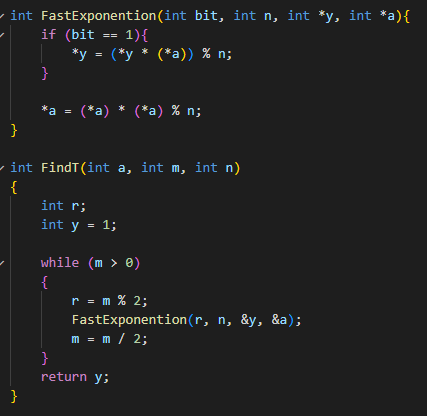 int FastExponention(int bit, int n, int *y, int *a){
if (bit == 1){
*y = (*y * (*a)) % n;
}
*a = (*a) * (*a) % n;
}
int FindT(int a, int m, int n)
{
int r;
int y = 1;
while (m > 0)
{
r = m % 2;
FastExponention(r, n, &y, &a);
m = m / 2;
}
return y;
}